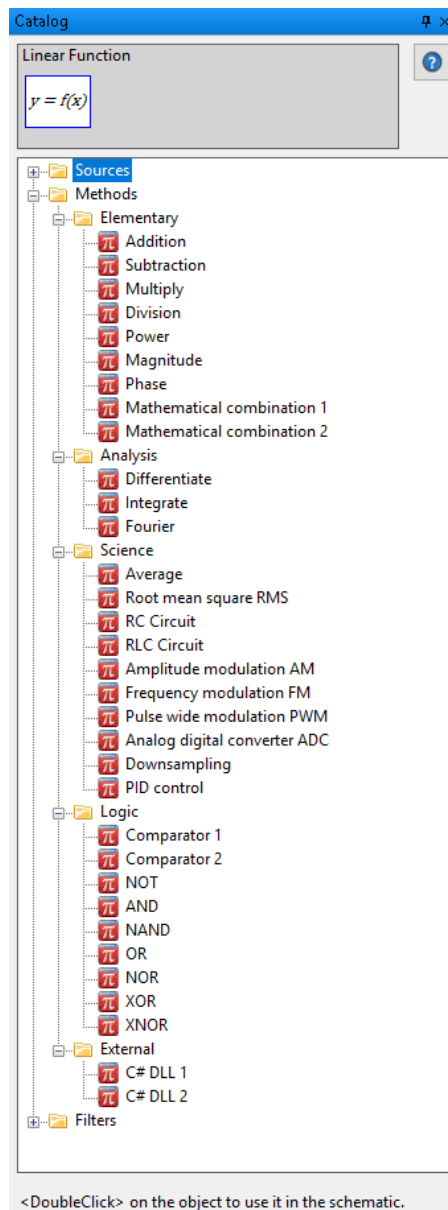 Catalog
Linear Function
y = f(x)
Sources
Methods
Elementary
Addition
Subtraction
Multiply
Division
Power
Magnitude
Phase
Mathematical combination 1
Mathematical combination 2
Analysis
Differentiate
Integrate
Fourier
Science
Average
Root mean square RMS
RC Circuit
RLC Circuit
Amplitude modulation AM
Frequency modulation FM
Pulse wide modulation PWM
Analog digital converter ADC
Downsampling
PID control
Logic
Comparator 1
Comparator 2
NOT
AND
NAND
OR
NOR
XOR
XNOR
External
C# DLL 1
C# DLL 2
Filters
<DoubleClick> on the object to use it in the schematic.